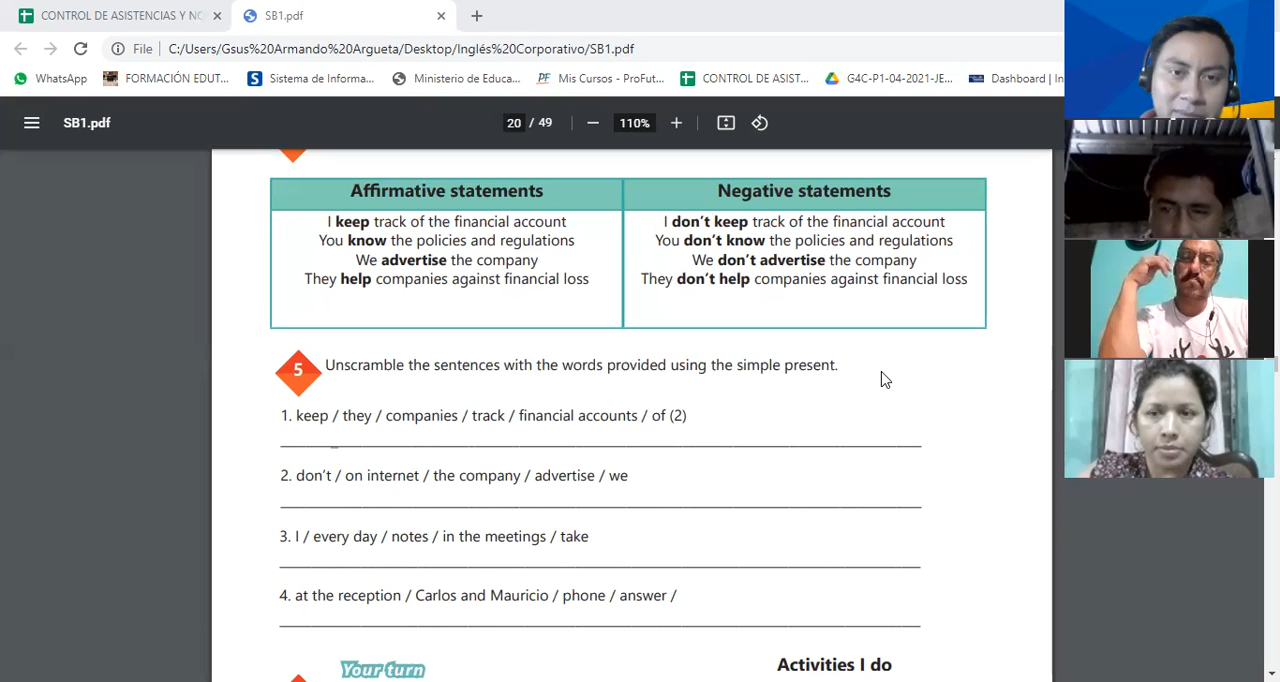 CONTROL DE ASISTENCIAS Y NO
SB1.pdf
File
C:/Users/Gsus%20Armando%20Argueta/Desktop/Inglés%20Corporativo/SB1.pdf
WhatsApp
FORMACIÓN EDUT...
Sistema de Informa...
Ministerio de Educa...
PF Mis Cursos - ProFut...
CONTROL DE ASIST...
G4C-P1-04-2021-JE...
Dashboard | In
SB1.pdf
20 / 49
110%
Affirmative statements
Negative statements
I keep track of the financial account
You know the policies and regulations
We advertise the company
They help companies against financial loss
I don't keep track of the financial account
You don't know the policies and regulations
We don't advertise the company
They don't help companies against financial loss
5 Unscramble the sentences with the words provided using the simple present.
1. keep / they / companies / track / financial accounts / of (2)
2. don't / on internet / the company / advertise / we
3. I / every day / notes / in the meetings / take
4. at the reception / Carlos and Mauricio / phone / answer /
Your turn
Activities I do